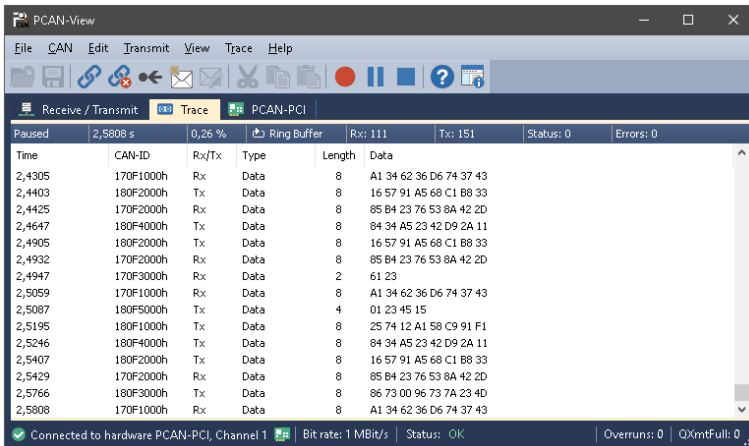 PCAN-View
File CAN Edit Transmit View Trace Help
Receive / Transmit Trace PCAN-PCI
Paused 2,5808 s 0,26 % Ring Buffer Rx: 111 Tx: 151 Status: 0 Errors: 0
Time CAN-ID Rx/Tx Type Length Data
2,4305 170F1000h Rx Data 8 A1 34 62 36 D6 74 37 43
2,4403 180F2000h Tx Data 8 16 57 91 A5 68 C1 B8 33
2,4425 170F2000h Rx Data 8 85 B4 23 76 53 8A 42 2D
2,4647 180F4000h Tx Data 8 84 34 A5 23 42 D9 2A 11
2,4905 180F2000h Tx Data 8 16 57 91 A5 68 C1 B8 33
2,4932 170F2000h Rx Data 8 85 B4 23 76 53 8A 42 2D
2,4947 170F3000h Rx Data 2 61 23
2,5059 170F1000h Rx Data 8 A1 34 62 36 D6 74 37 43
2,5087 180F5000h Tx Data 4 01 23 45 15
2,5195 180F1000h Tx Data 8 25 74 12 A1 58 C9 91 F1
2,5246 180F4000h Tx Data 8 84 34 A5 23 42 D9 2A 11
2,5407 180F2000h Tx Data 8 16 57 91 A5 68 C1 B8 33
2,5429 170F2000h Rx Data 8 85 B4 23 76 53 8A 42 2D
2,5766 180F3000h Tx Data 8 86 73 00 96 73 7A 23 4D
2,5808 170F1000h Rx Data 8 A1 34 62 36 D6 74 37 43
Connected to hardware PCAN-PCI, Channel 1 Bit rate: 1 MBit/s Status: OK Overruns: 0 QXmtFull: 0